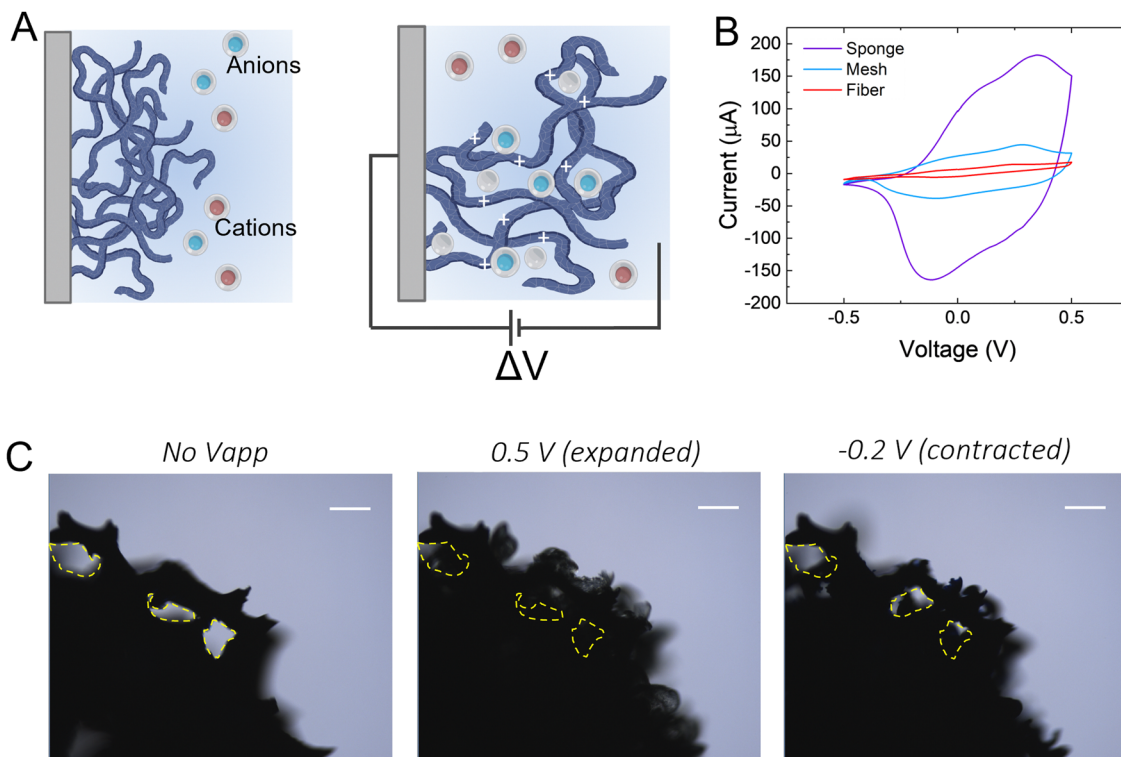 A
Anions
Cations
+
+
+
+
+
+
+
+
ΔV
B
Sponge
Mesh
Fiber
200
150
100
50
0
-50
-100
-150
-200
Current (μA)
-0.5
0.0
0.5
Voltage (V)
C
No Vapp
0.5 V (expanded)
-0.2 V (contracted)